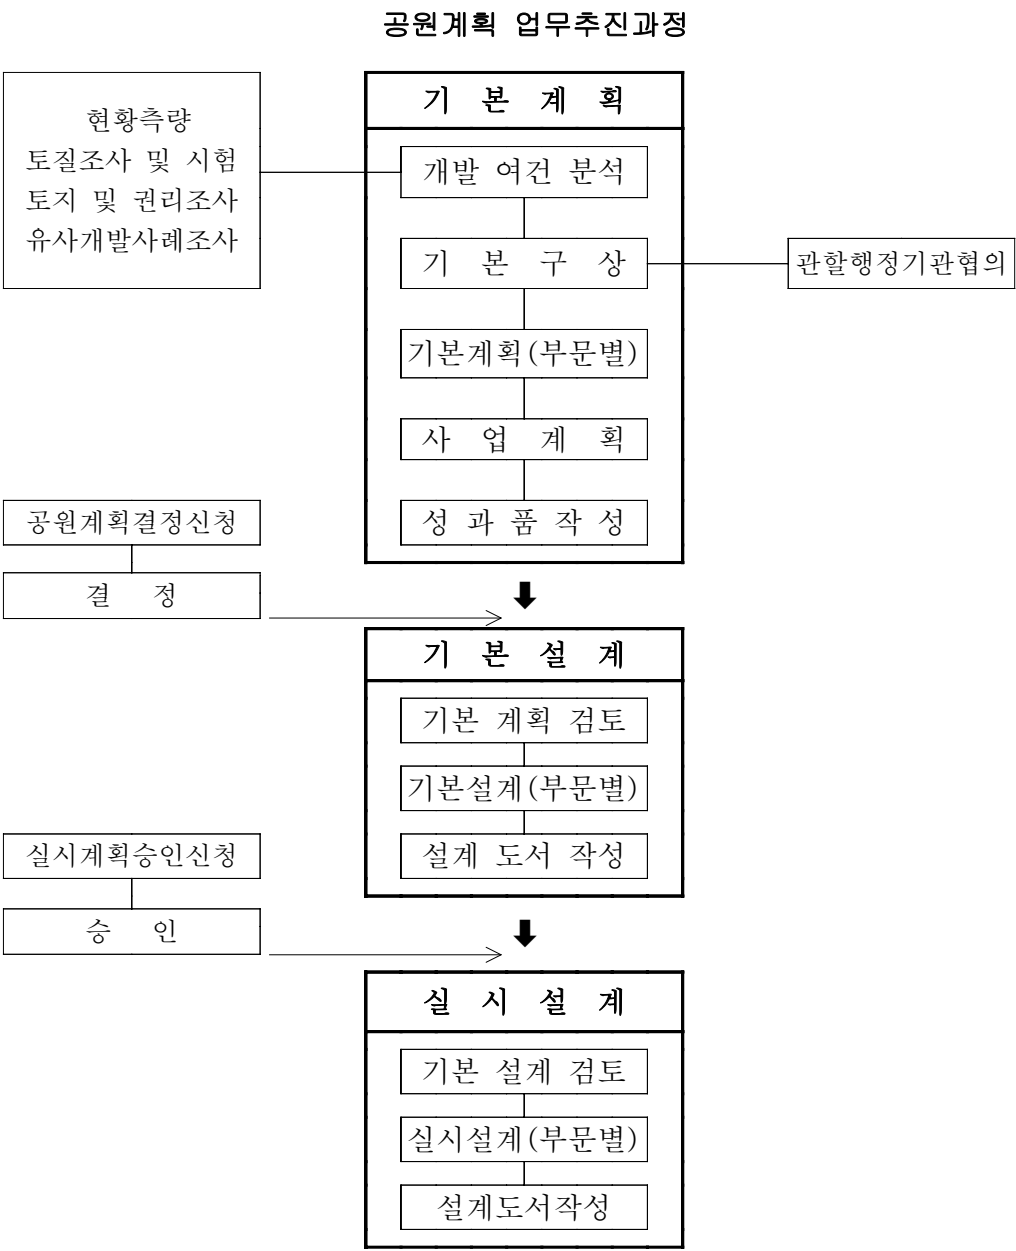 공원계획 업무추진과정
현황측량
토질조사 및 시험
토지 및 권리조사
유사개발사례조사
기 본 계 획
개발 여건 분석
기 본 구 상
관할행정기관협의
기본계획(부문별)
사 업 계 획
성 과 품 작 성
공원계획결정신청
결 정
기 본 설 계
기본 계획 검토
기본설계(부문별)
설계 도서 작성
실시계획승인신청
승 인
실 시 설 계
기본 설계 검토
실시설계(부문별)
설계도서작성